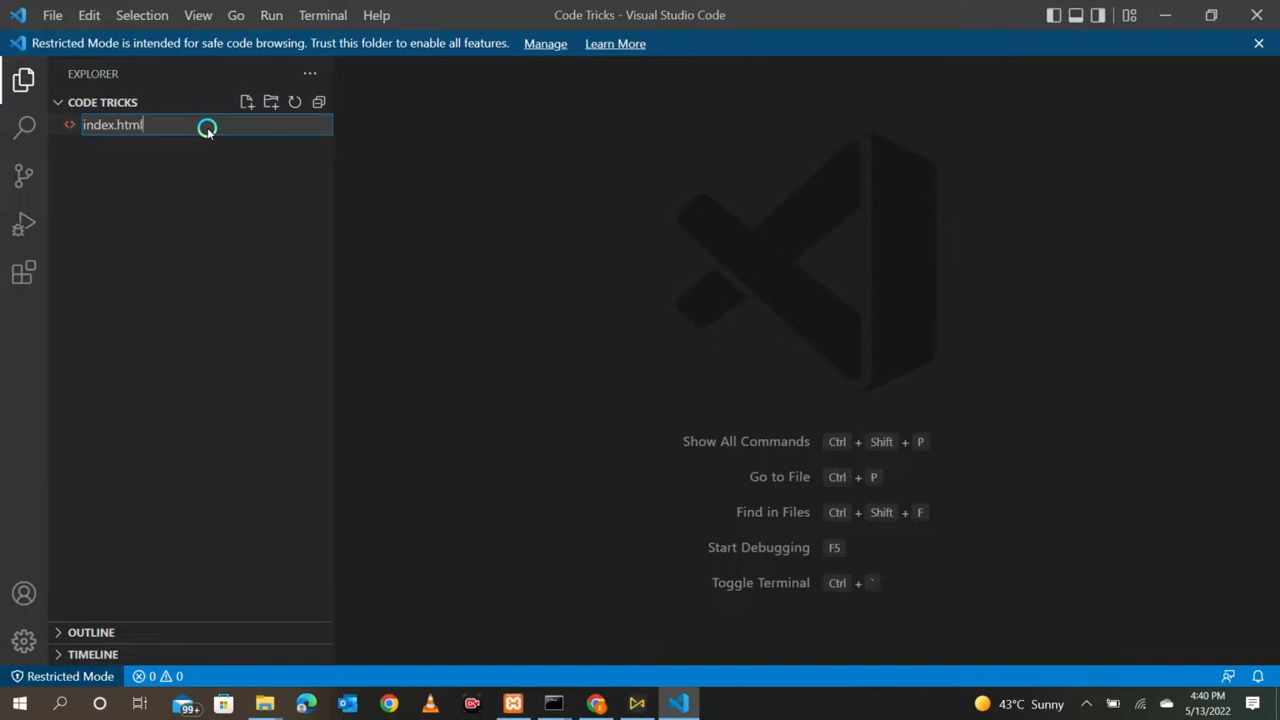 File Edit Selection View Go Run Terminal Help Code Tricks - Visual Studio Code
Restricted Mode is intended for safe code browsing. Trust this folder to enable all features. Manage Learn More
EXPLORER
CODE TRICKS
index.html
Show All Commands Ctrl + Shift + P
Go to File Ctrl + P
Find in Files Ctrl + Shift + F
Start Debugging F5
Toggle Terminal Ctrl + `
OUTLINE
TIMELINE
Restricted Mode 0 0
99+
43°C Sunny
4:40 PM
5/13/2022